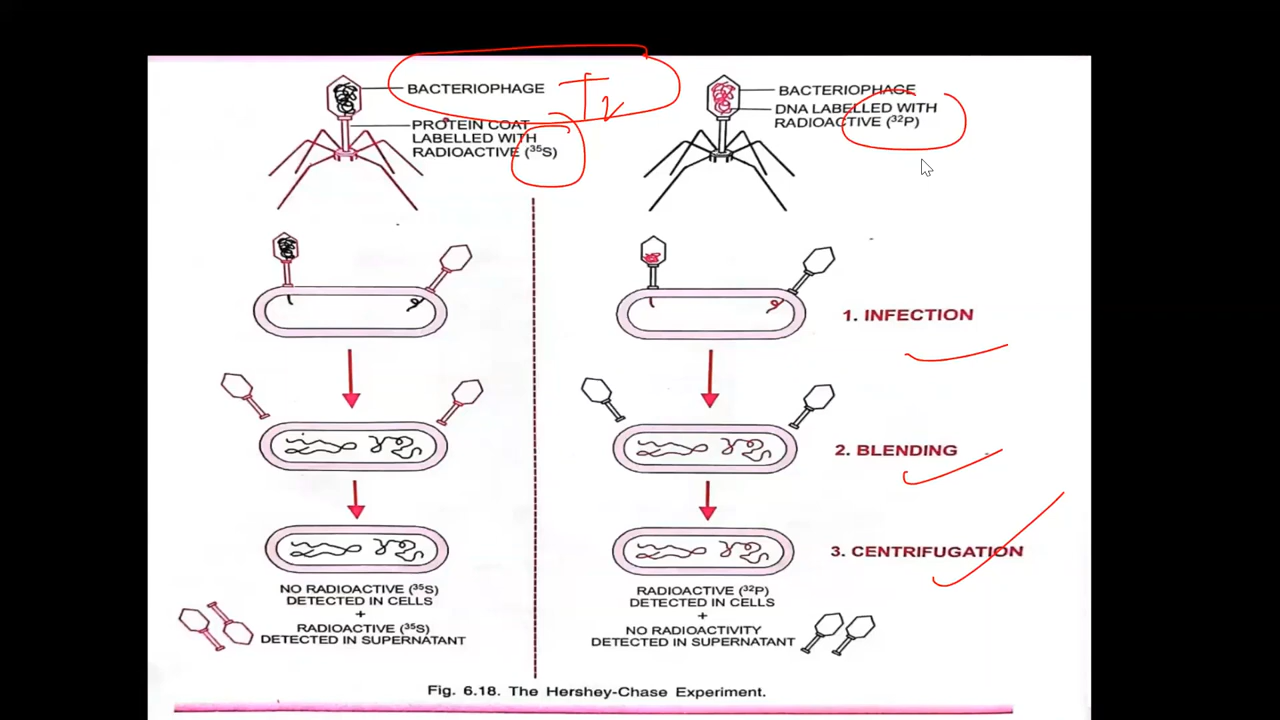 BACTERIOPHAGE
T2
PROTEIN COAT
LABELLED WITH
RADIOACTIVE (³⁵S)
BACTERIOPHAGE
DNA LABELLED WITH
RADIOACTIVE (³²P)
1. INFECTION
2. BLENDING
3. CENTRIFUGATION
NO RADIOACTIVE (³⁵S)
DETECTED IN CELLS
+
RADIOACTIVE (³⁵S)
DETECTED IN SUPERNATANT
RADIOACTIVE (³²P)
DETECTED IN CELLS
+
NO RADIOACTIVITY
DETECTED IN SUPERNATANT
Fig. 6.18. The Hershey-Chase Experiment.